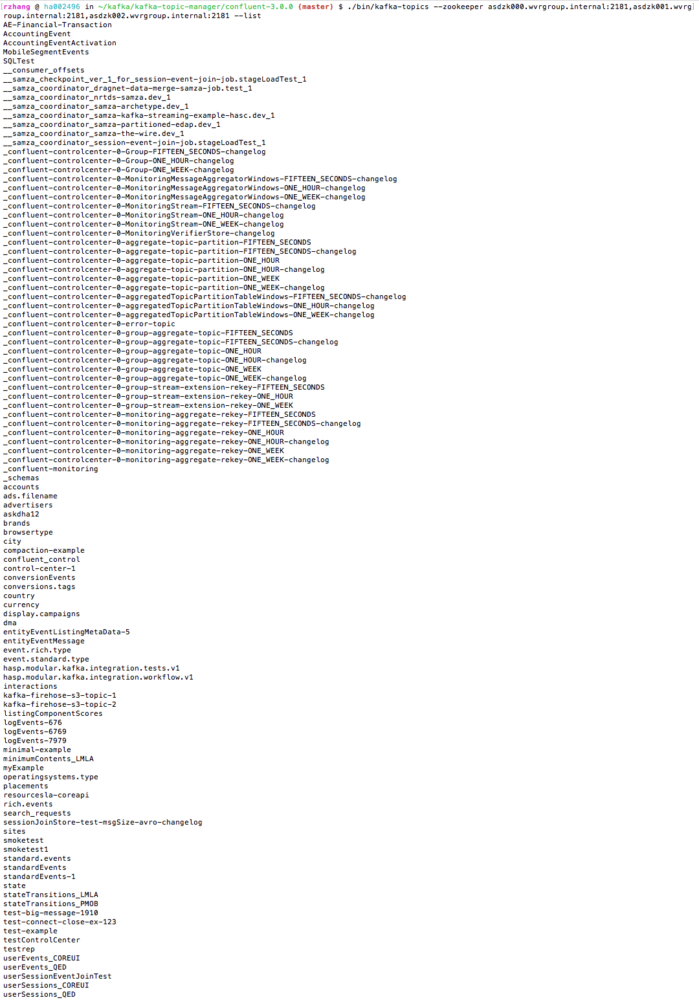 [rzhang @ ha002496 in ~/kafka/kafka-topic-manager/confluent-3.0.0 (master) $ ./bin/kafka-topics --zookeeper asdzk000.wvrgroup.internal:2181,asdzk001.wvrg]
roup.internal:2181,asdzk002.wvrgroup.internal:2181 --list
AE-Financial-Transaction
AccountingEvent
AccountingEventActivation
MobileSegmentEvents
SQLTest
__consumer_offsets
__samza_checkpoint_ver_1_for_session-event-join-job.stageLoadTest_1
__samza_coordinator_dragnet-data-merge-samza-job.test_1
__samza_coordinator_nrtds-samza.dev_1
__samza_coordinator_samza-archetype.dev_1
__samza_coordinator_samza-kafka-streaming-example-hasc.dev_1
__samza_coordinator_samza-partitioned-edap.dev_1
__samza_coordinator_samza-the-wire.dev_1
__samza_coordinator_session-event-join-job.stageLoadTest_1
_confluent-controlcenter-0-Group-FIFTEEN_SECONDS-changelog
_confluent-controlcenter-0-Group-ONE_HOUR-changelog
_confluent-controlcenter-0-Group-ONE_WEEK-changelog
_confluent-controlcenter-0-MonitoringMessageAggregatorWindows-FIFTEEN_SECONDS-changelog
_confluent-controlcenter-0-MonitoringMessageAggregatorWindows-ONE_HOUR-changelog
_confluent-controlcenter-0-MonitoringMessageAggregatorWindows-ONE_WEEK-changelog
_confluent-controlcenter-0-MonitoringStream-FIFTEEN_SECONDS-changelog
_confluent-controlcenter-0-MonitoringStream-ONE_HOUR-changelog
_confluent-controlcenter-0-MonitoringStream-ONE_WEEK-changelog
_confluent-controlcenter-0-MonitoringVerifierStore-changelog
_confluent-controlcenter-0-aggregate-topic-partition-FIFTEEN_SECONDS
_confluent-controlcenter-0-aggregate-topic-partition-FIFTEEN_SECONDS-changelog
_confluent-controlcenter-0-aggregate-topic-partition-ONE_HOUR
_confluent-controlcenter-0-aggregate-topic-partition-ONE_HOUR-changelog
_confluent-controlcenter-0-aggregate-topic-partition-ONE_WEEK
_confluent-controlcenter-0-aggregate-topic-partition-ONE_WEEK-changelog
_confluent-controlcenter-0-aggregatedTopicPartitionTableWindows-FIFTEEN_SECONDS-changelog
_confluent-controlcenter-0-aggregatedTopicPartitionTableWindows-ONE_HOUR-changelog
_confluent-controlcenter-0-aggregatedTopicPartitionTableWindows-ONE_WEEK-changelog
_confluent-controlcenter-0-error-topic
_confluent-controlcenter-0-group-aggregate-topic-FIFTEEN_SECONDS
_confluent-controlcenter-0-group-aggregate-topic-FIFTEEN_SECONDS-changelog
_confluent-controlcenter-0-group-aggregate-topic-ONE_HOUR
_confluent-controlcenter-0-group-aggregate-topic-ONE_HOUR-changelog
_confluent-controlcenter-0-group-aggregate-topic-ONE_WEEK
_confluent-controlcenter-0-group-aggregate-topic-ONE_WEEK-changelog
_confluent-controlcenter-0-group-stream-extension-rekey-FIFTEEN_SECONDS
_confluent-controlcenter-0-group-stream-extension-rekey-ONE_HOUR
_confluent-controlcenter-0-group-stream-extension-rekey-ONE_WEEK
_confluent-controlcenter-0-monitoring-aggregate-rekey-FIFTEEN_SECONDS
_confluent-controlcenter-0-monitoring-aggregate-rekey-FIFTEEN_SECONDS-changelog
_confluent-controlcenter-0-monitoring-aggregate-rekey-ONE_HOUR
_confluent-controlcenter-0-monitoring-aggregate-rekey-ONE_HOUR-changelog
_confluent-controlcenter-0-monitoring-aggregate-rekey-ONE_WEEK
_confluent-controlcenter-0-monitoring-aggregate-rekey-ONE_WEEK-changelog
_confluent-monitoring
_schemas
accounts
ads.filename
advertisers
askdha12
brands
browsertype
city
compaction-example
confluent_control
control-center-1
conversionEvents
conversions.tags
country
currency
display.campaigns
dma
entityEventListingMetaData-5
entityEventMessage
event.rich.type
event.standard.type
hasp.modular.kafka.integration.tests.v1
hasp.modular.kafka.integration.workflow.v1
interactions
kafka-firehose-s3-topic-1
kafka-firehose-s3-topic-2
listingComponentScores
logEvents-676
logEvents-6769
logEvents-7979
minimal-example
minimumContents_LMLA
myExample
operatingsystems.type
placements
resourcesla-coreapi
rich.events
search_requests
sessionJoinStore-test-msgSize-avro-changelog
sites
smoketest
smoketest1
standard.events
standardEvents
standardEvents-1
state
stateTransitions_LMLA
stateTransitions_PMOB
test-big-message-1910
test-connect-close-ex-123
test-example
testControlCenter
testrep
userEvents_COREUI
userEvents_QED
userSessionEventJoinTest
userSessions_COREUI
userSessions_QED